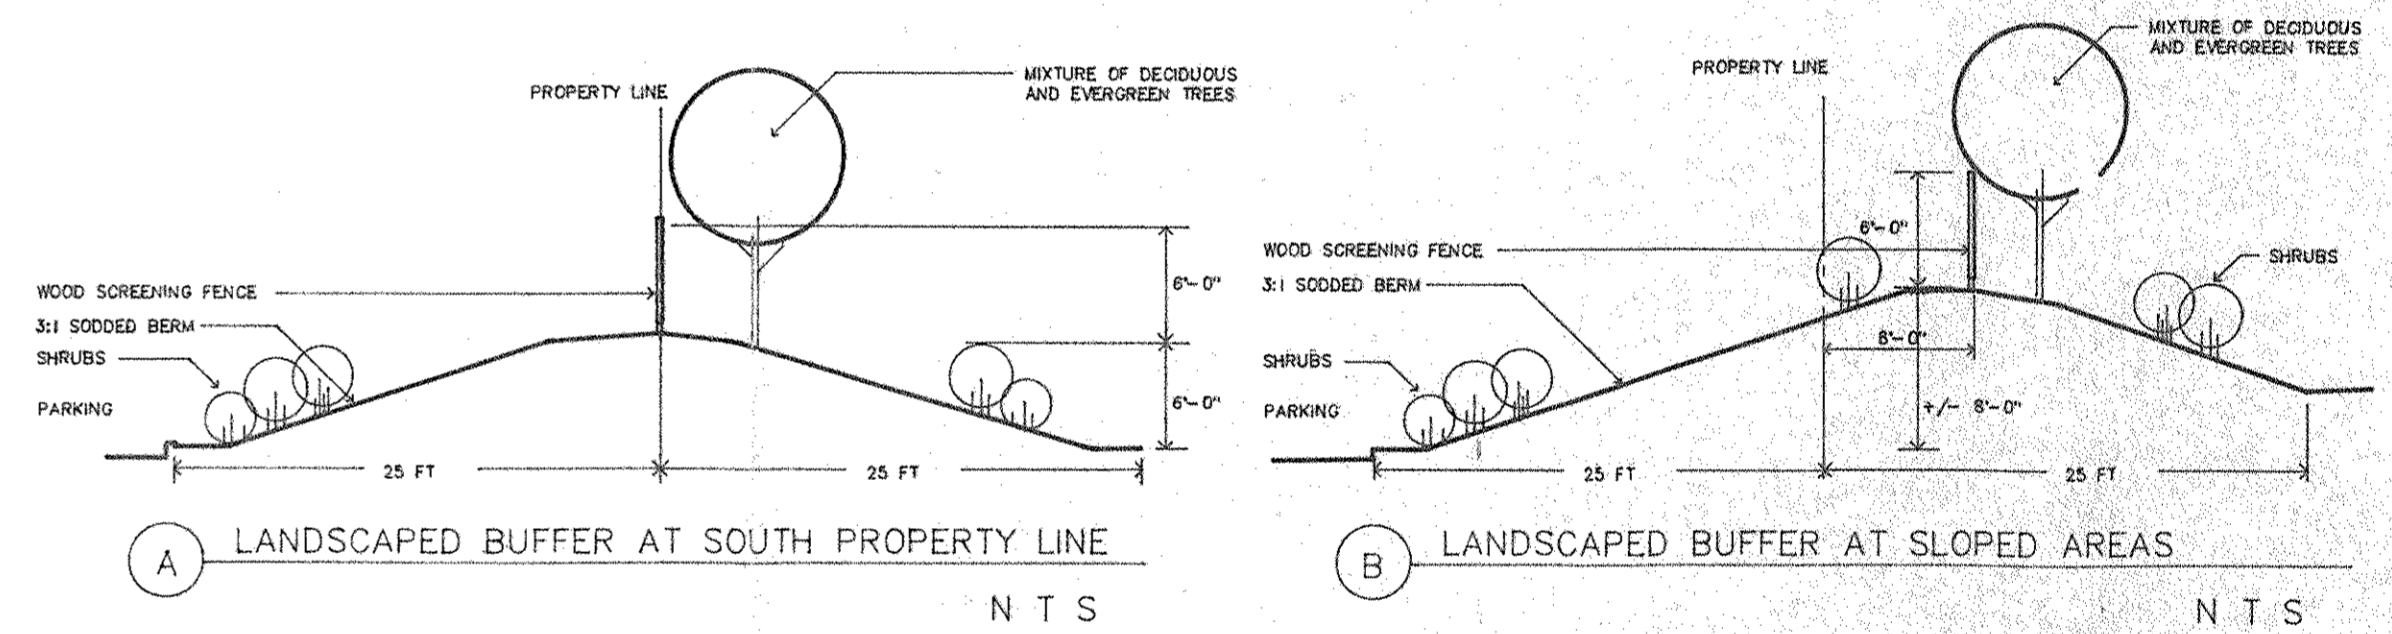 PROPERTY LINE
MIXTURE OF DECIDUOUS
AND EVERGREEN TREES
WOOD SCREENING FENCE
3:1 SODDED BERM
SHRUBS
PARKING
6'-0"
6'-0"
25 FT
25 FT
A
LANDSCAPED BUFFER AT SOUTH PROPERTY LINE
N T S
PROPERTY LINE
MIXTURE OF DECIDUOUS
AND EVERGREEN TREES
6'-0"
WOOD SCREENING FENCE
SHRUBS
3:1 SODDED BERM
8'-0"
SHRUBS
PARKING
+/- 8'-0"
25 FT
25 FT
B
LANDSCAPED BUFFER AT SLOPED AREAS
N T S